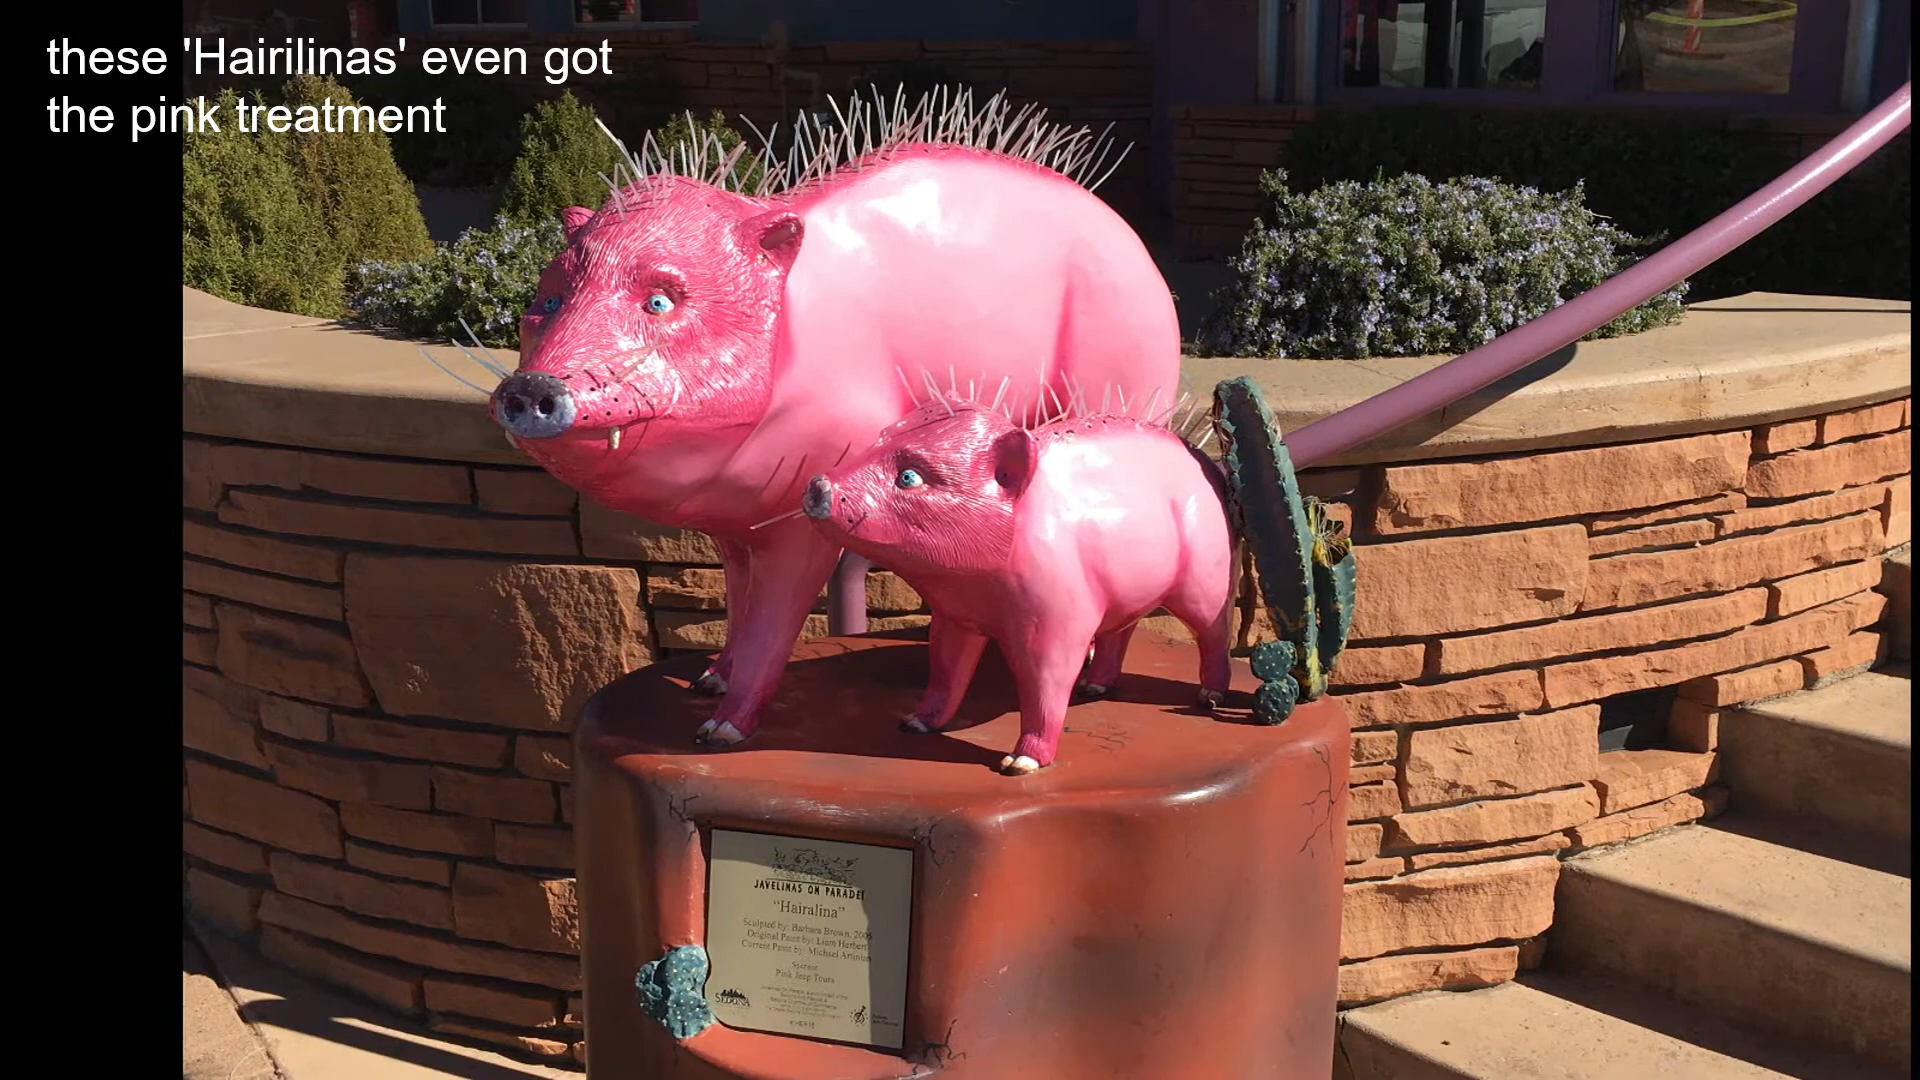 these 'Hairilinas' even got
the pink treatment
JAVELINAS ON PARADE!
"Hairalina"
Sculpted by: Barbara Brown, 2005
Original Paint by: Liam Herbert
Current Paint by: Michael Artinian
Sponsor
Pink Jeep Tours
SEDONA